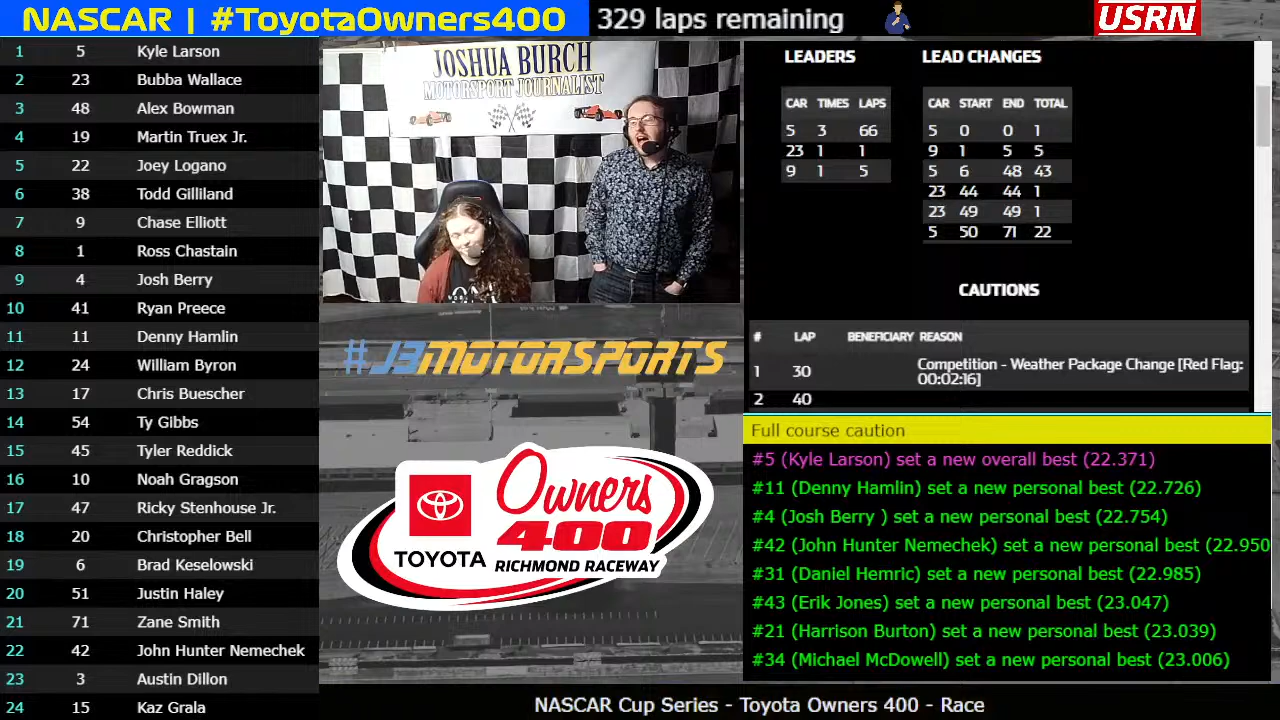 NASCAR | #ToyotaOwners400
329 laps remaining
USRN
1 5 Kyle Larson
2 23 Bubba Wallace
3 48 Alex Bowman
4 19 Martin Truex Jr.
5 22 Joey Logano
6 38 Todd Gilliland
7 9 Chase Elliott
8 1 Ross Chastain
9 4 Josh Berry
10 41 Ryan Preece
11 11 Denny Hamlin
12 24 William Byron
13 17 Chris Buescher
14 54 Ty Gibbs
15 45 Tyler Reddick
16 10 Noah Gragson
17 47 Ricky Stenhouse Jr.
18 20 Christopher Bell
19 6 Brad Keselowski
20 51 Justin Haley
21 71 Zane Smith
22 42 John Hunter Nemechek
23 3 Austin Dillon
24 15 Kaz Grala
JOSHUA BURCH
MOTORSPORT JOURNALIST
#JBMOTORSPORTS
TOYOTA
Owners
400
RICHMOND RACEWAY
LEADERS
CAR TIMES LAPS
5 3 66
23 1 1
9 1 5
LEAD CHANGES
CAR START END TOTAL
5 0 0 1
9 1 5 5
5 6 48 43
23 44 44 1
23 49 49 1
5 50 71 22
CAUTIONS
# LAP BENEFICIARY REASON
1 30 Competition - Weather Package Change [Red Flag:
00:02:16]
2 40
Full course caution
#5 (Kyle Larson) set a new overall best (22.371)
#11 (Denny Hamlin) set a new personal best (22.726)
#4 (Josh Berry ) set a new personal best (22.754)
#42 (John Hunter Nemechek) set a new personal best (22.950
#31 (Daniel Hemric) set a new personal best (22.985)
#43 (Erik Jones) set a new personal best (23.047)
#21 (Harrison Burton) set a new personal best (23.039)
#34 (Michael McDowell) set a new personal best (23.006)
NASCAR Cup Series - Toyota Owners 400 - Race